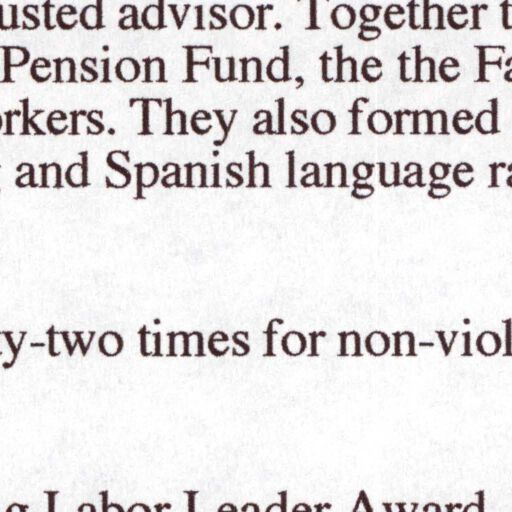 usted advisor. Together t
Pension Fund, the the Fa
orkers. They also formed
and Spanish language ra
ty-two times for non-viol
g Labor Leader Award